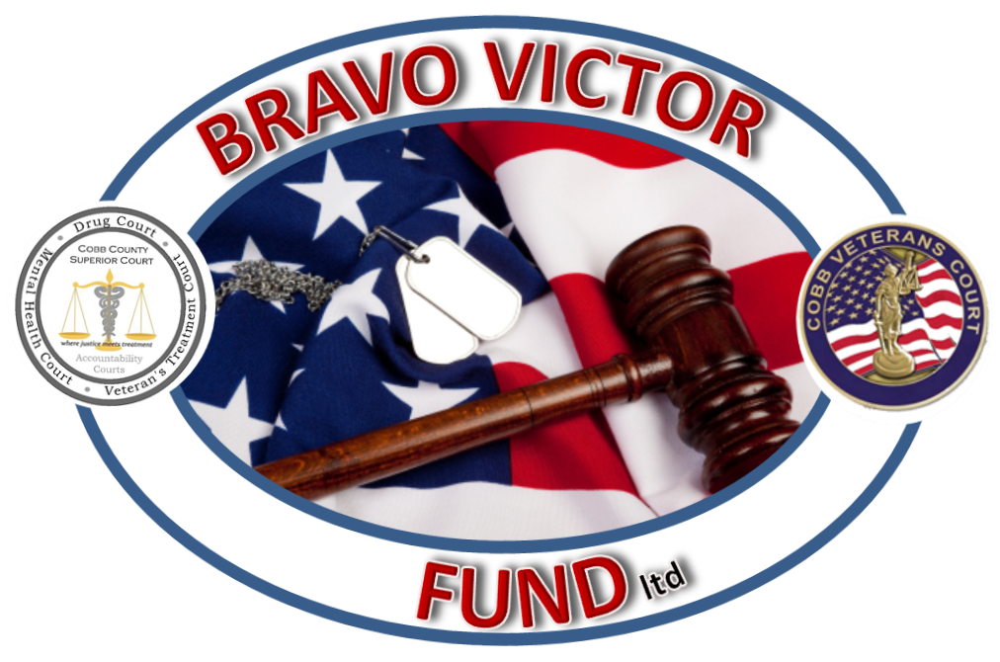 BRAVO VICTOR
Drug Court
Mental Health Court
Veteran's Treatment Court
COBB COUNTY
SUPERIOR COURT
where justice meets treatment
Accountability
Courts
COBB VETERANS COURT
FUND ltd